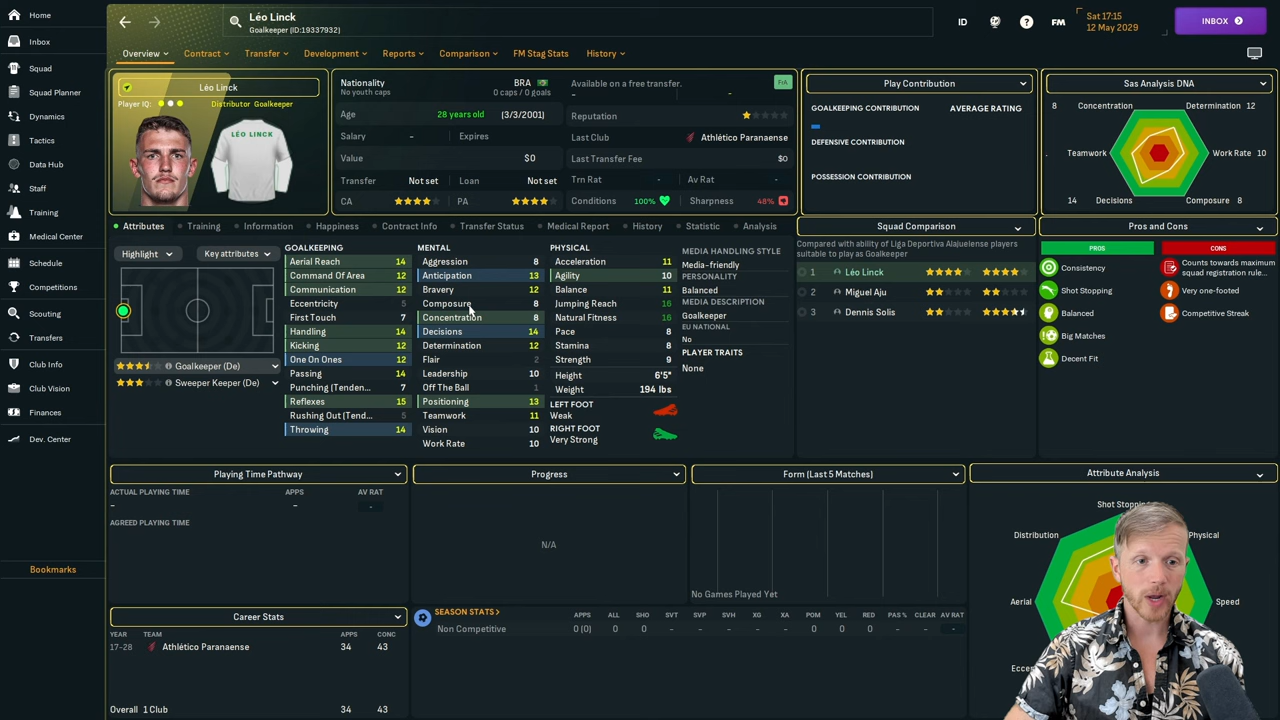 Home
Inbox
Squad
Squad Planner
Dynamics
Tactics
Data Hub
Staff
Training
Medical Center
Schedule
Competitions
Scouting
Transfers
Club Info
Club Vision
Finances
Dev. Center
Bookmarks
Léo Linck
Goalkeeper (ID:19337932)
ID
FM
Sat 17:15
12 May 2029
INBOX
Overview
Contract
Transfer
Development
Reports
Comparison
FM Stag Stats
History
Léo Linck
Player IQ:
Distributor Goalkeeper
LÉO LINCK
Nationality BRA
No youth caps 0 caps / 0 goals
Age 28 years old (3/3/2001)
Salary - Expires
Value $0
Transfer Not set Loan Not set
CA PA
Available on a free transfer. FrA
- -
Reputation
Last Club Athlético Paranaense
Last Transfer Fee $0
Trn Rat - Av Rat -
Conditions 100% Sharpness 48%
Play Contribution
GOALKEEPING CONTRIBUTION AVERAGE RATING
DEFENSIVE CONTRIBUTION
POSSESSION CONTRIBUTION
Sas Analysis DNA
8 Concentration Determination 12
Teamwork Work Rate 10
14 Decisions Composure 8
Attributes Training Information Happiness Contract Info Transfer Status Medical Report History Statistic Analysis
Highlight Key attributes
Goalkeeper (De)
Sweeper Keeper (De)
GOALKEEPING
Aerial Reach 14
Command Of Area 12
Communication 12
Eccentricity 5
First Touch 7
Handling 14
Kicking 12
One On Ones 12
Passing 14
Punching (Tenden... 7
Reflexes 15
Rushing Out (Tend... 5
Throwing 14
MENTAL
Aggression 8
Anticipation 13
Bravery 12
Composure 8
Concentration 8
Decisions 14
Determination 12
Flair 2
Leadership 10
Off The Ball 1
Positioning 13
Teamwork 11
Vision 10
Work Rate 10
PHYSICAL
Acceleration 11
Agility 10
Balance 11
Jumping Reach 16
Natural Fitness 16
Pace 8
Stamina 8
Strength 9
Height 6'5"
Weight 194 lbs
LEFT FOOT
Weak
RIGHT FOOT
Very Strong
MEDIA HANDLING STYLE
Media-friendly
PERSONALITY
Balanced
MEDIA DESCRIPTION
Goalkeeper
EU NATIONAL
No
PLAYER TRAITS
None
Squad Comparison
Compared with ability of Liga Deportiva Alajuelense players
suitable to play as Goalkeeper
1 Léo Linck
2 Miguel Aju
3 Dennis Solis
Pros and Cons
PROS
Consistency
Shot Stopping
Balanced
Big Matches
Decent Fit
CONS
Counts towards maximum
squad registration rule...
Very one-footed
Competitive Streak
Playing Time Pathway
ACTUAL PLAYING TIME APPS AV RAT
- - -
AGREED PLAYING TIME
Progress
N/A
Form (Last 5 Matches)
No Games Played Yet
Attribute Analysis
Shot Stopping
Distribution
Physical
Aerial
Speed
Career Stats
YEAR TEAM APPS CONC
17-28 Athlético Paranaense 34 43
Overall 1 Club 34 43
SEASON STATS > APPS ALL SHO SVT SVP SVH XG XA POM YEL RED PAS % CLEAR AV RAT
Non Competitive 0 (0) 0 0 - - - - - 0 0 0 - - -